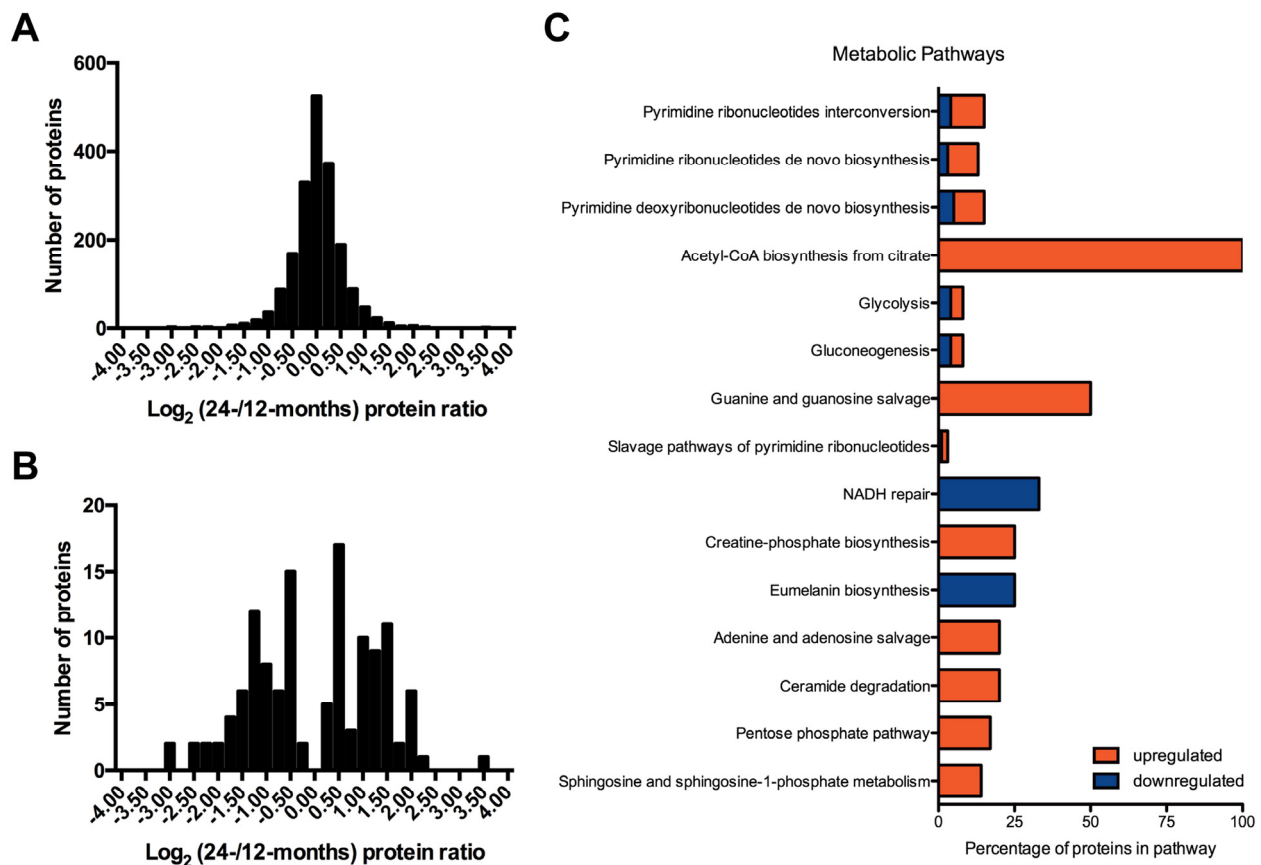 A
600
400
200
0
Number of proteins
-4.00
-3.50
-3.00
-2.50
-2.00
-1.50
-1.00
-0.50
0.00
0.50
1.00
1.50
2.00
2.50
3.00
3.50
4.00
Log2 (24-/12-months) protein ratio
B
20
15
10
5
0
Number of proteins
-4.00
-3.50
-3.00
-2.50
-2.00
-1.50
-1.00
-0.50
0.00
0.50
1.00
1.50
2.00
2.50
3.00
3.50
4.00
Log2 (24-/12-months) protein ratio
C
Metabolic Pathways
Pyrimidine ribonucleotides interconversion
Pyrimidine ribonucleotides de novo biosynthesis
Pyrimidine deoxyribonucleotides de novo biosynthesis
Acetyl-CoA biosynthesis from citrate
Glycolysis
Gluconeogenesis
Guanine and guanosine salvage
Slavage pathways of pyrimidine ribonucleotides
NADH repair
Creatine-phosphate biosynthesis
Eumelanin biosynthesis
Adenine and adenosine salvage
Ceramide degradation
Pentose phosphate pathway
Sphingosine and sphingosine-1-phosphate metabolism
upregulated
downregulated
0 25 50 75 100
Percentage of proteins in pathway